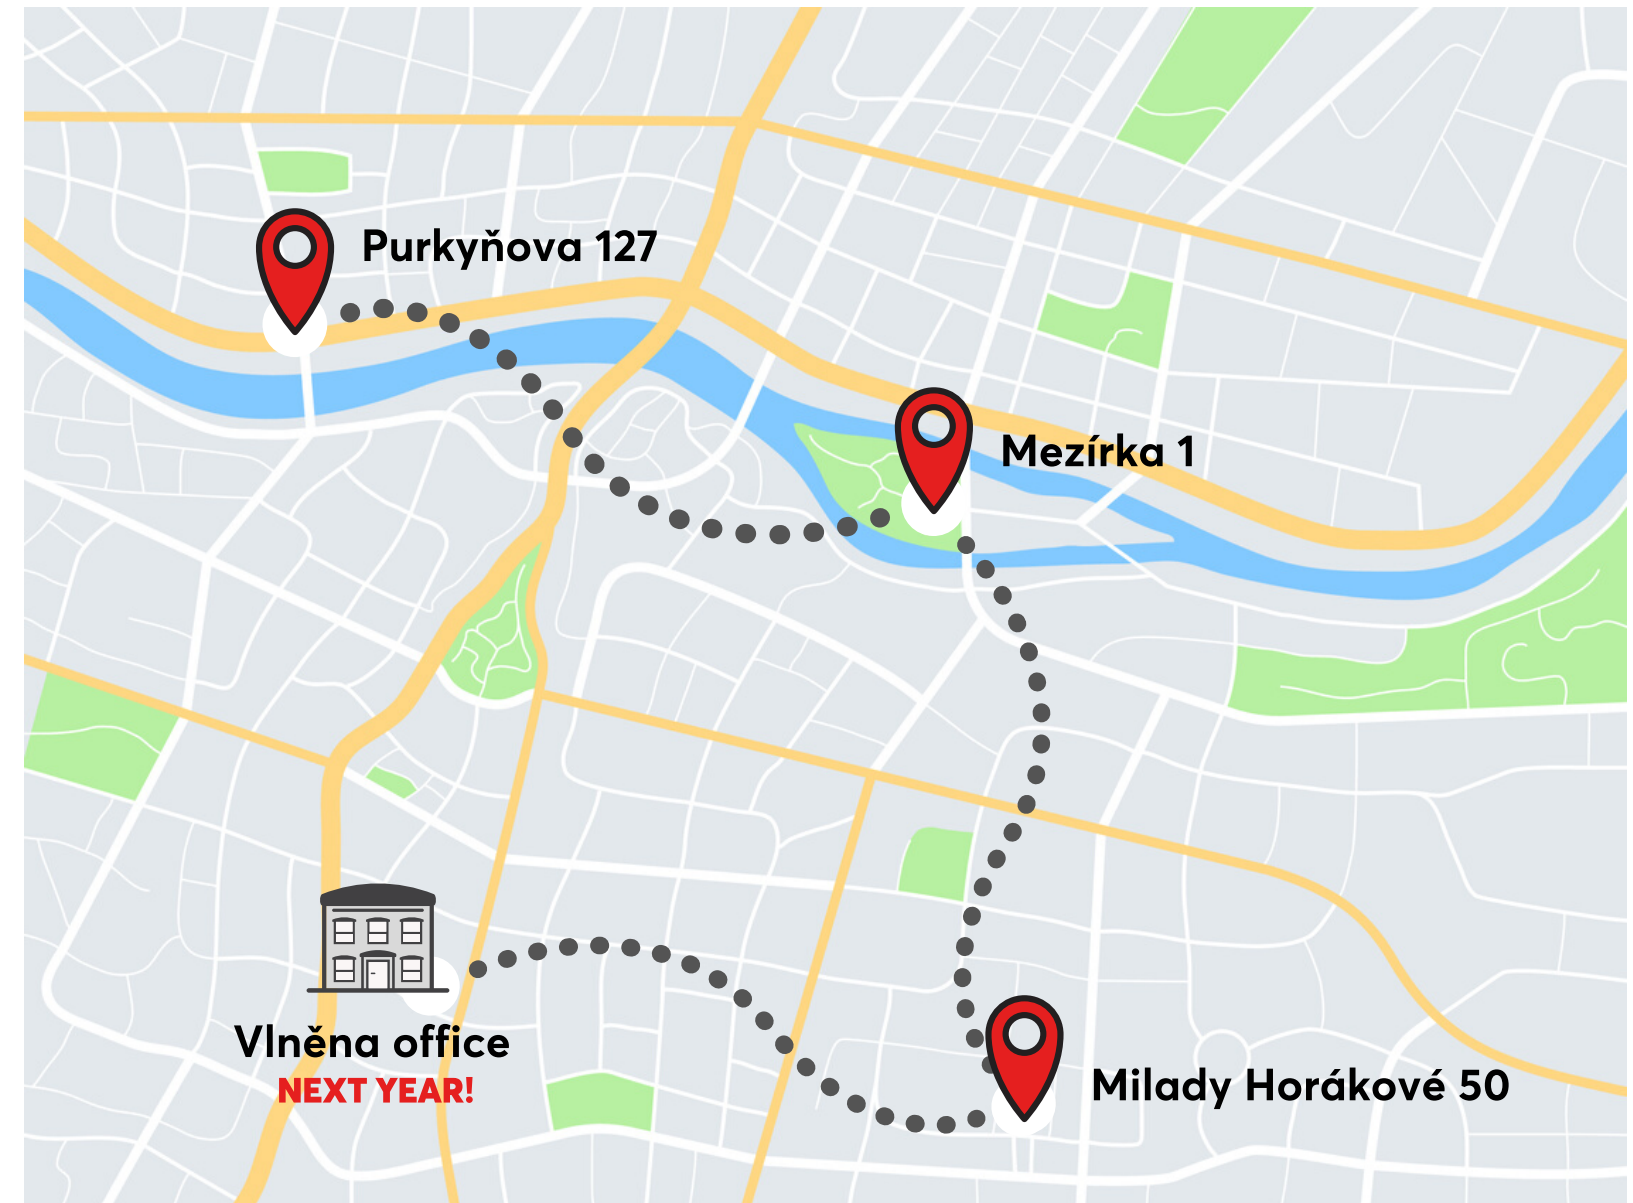 Purkyňova 127
Mezírka 1
Vlněna office
NEXT YEAR!
Milady Horákové 50